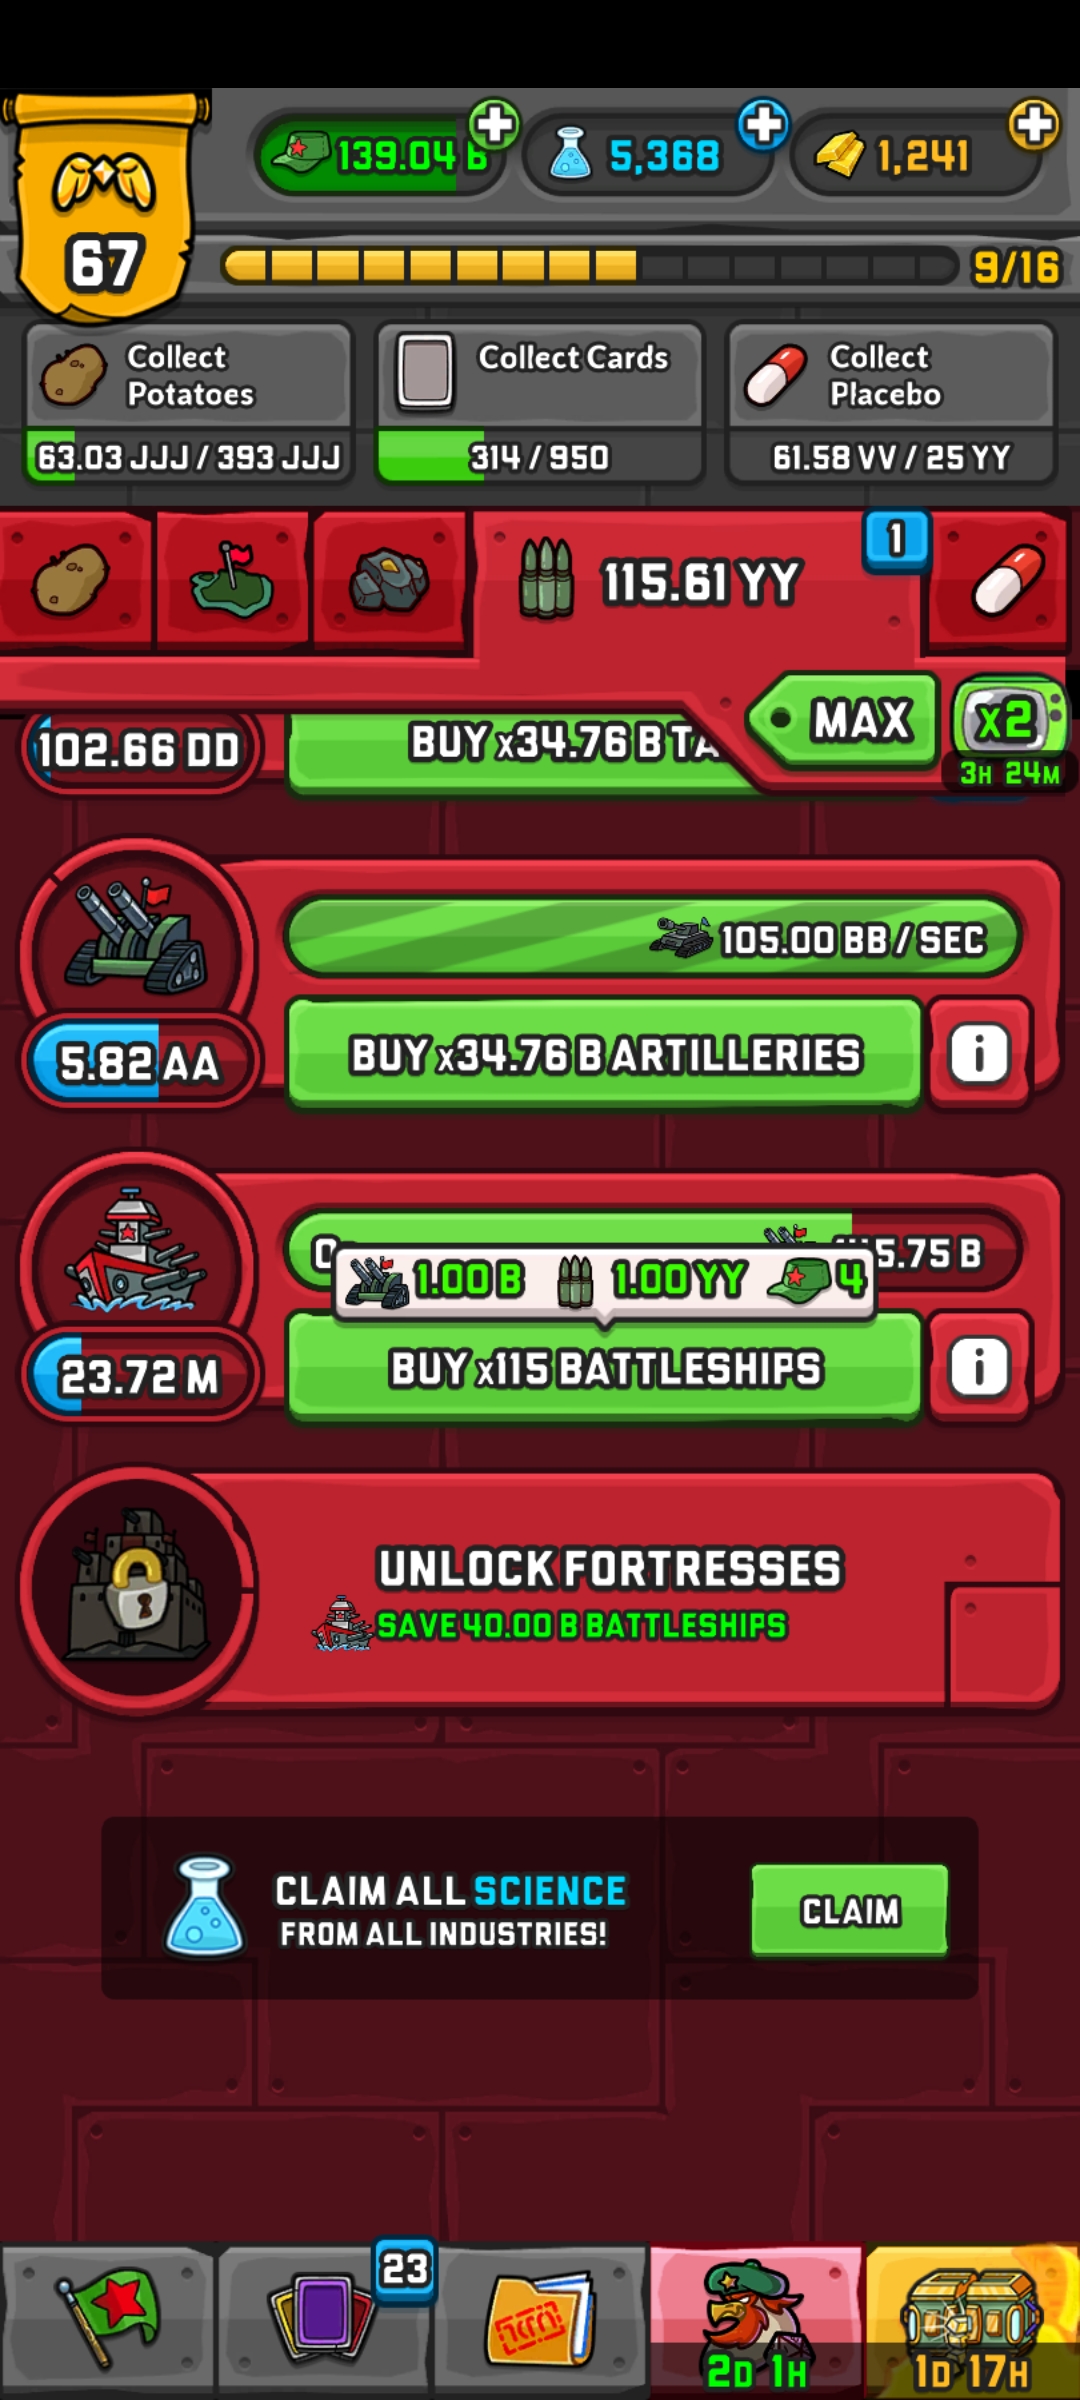 139.04 B
5,368
1,241
67
9/16
Collect
Potatoes
63.03 JJJ / 393 JJJ
Collect Cards
314 / 950
Collect
Placebo
61.58 VV / 25 YY
115.61 YY
1
MAX
x2
3H 24M
102.66 DD
BUY x34.76 B TA
105.00 BB / SEC
5.82 AA
BUY x34.76 B ARTILLERIES
5.75 B
1.00 B
1.00 YY
4
23.72 M
BUY x115 BATTLESHIPS
UNLOCK FORTRESSES
SAVE 40.00 B BATTLESHIPS
CLAIM ALL SCIENCE
FROM ALL INDUSTRIES!
CLAIM
23
2D 1H
1D 17H